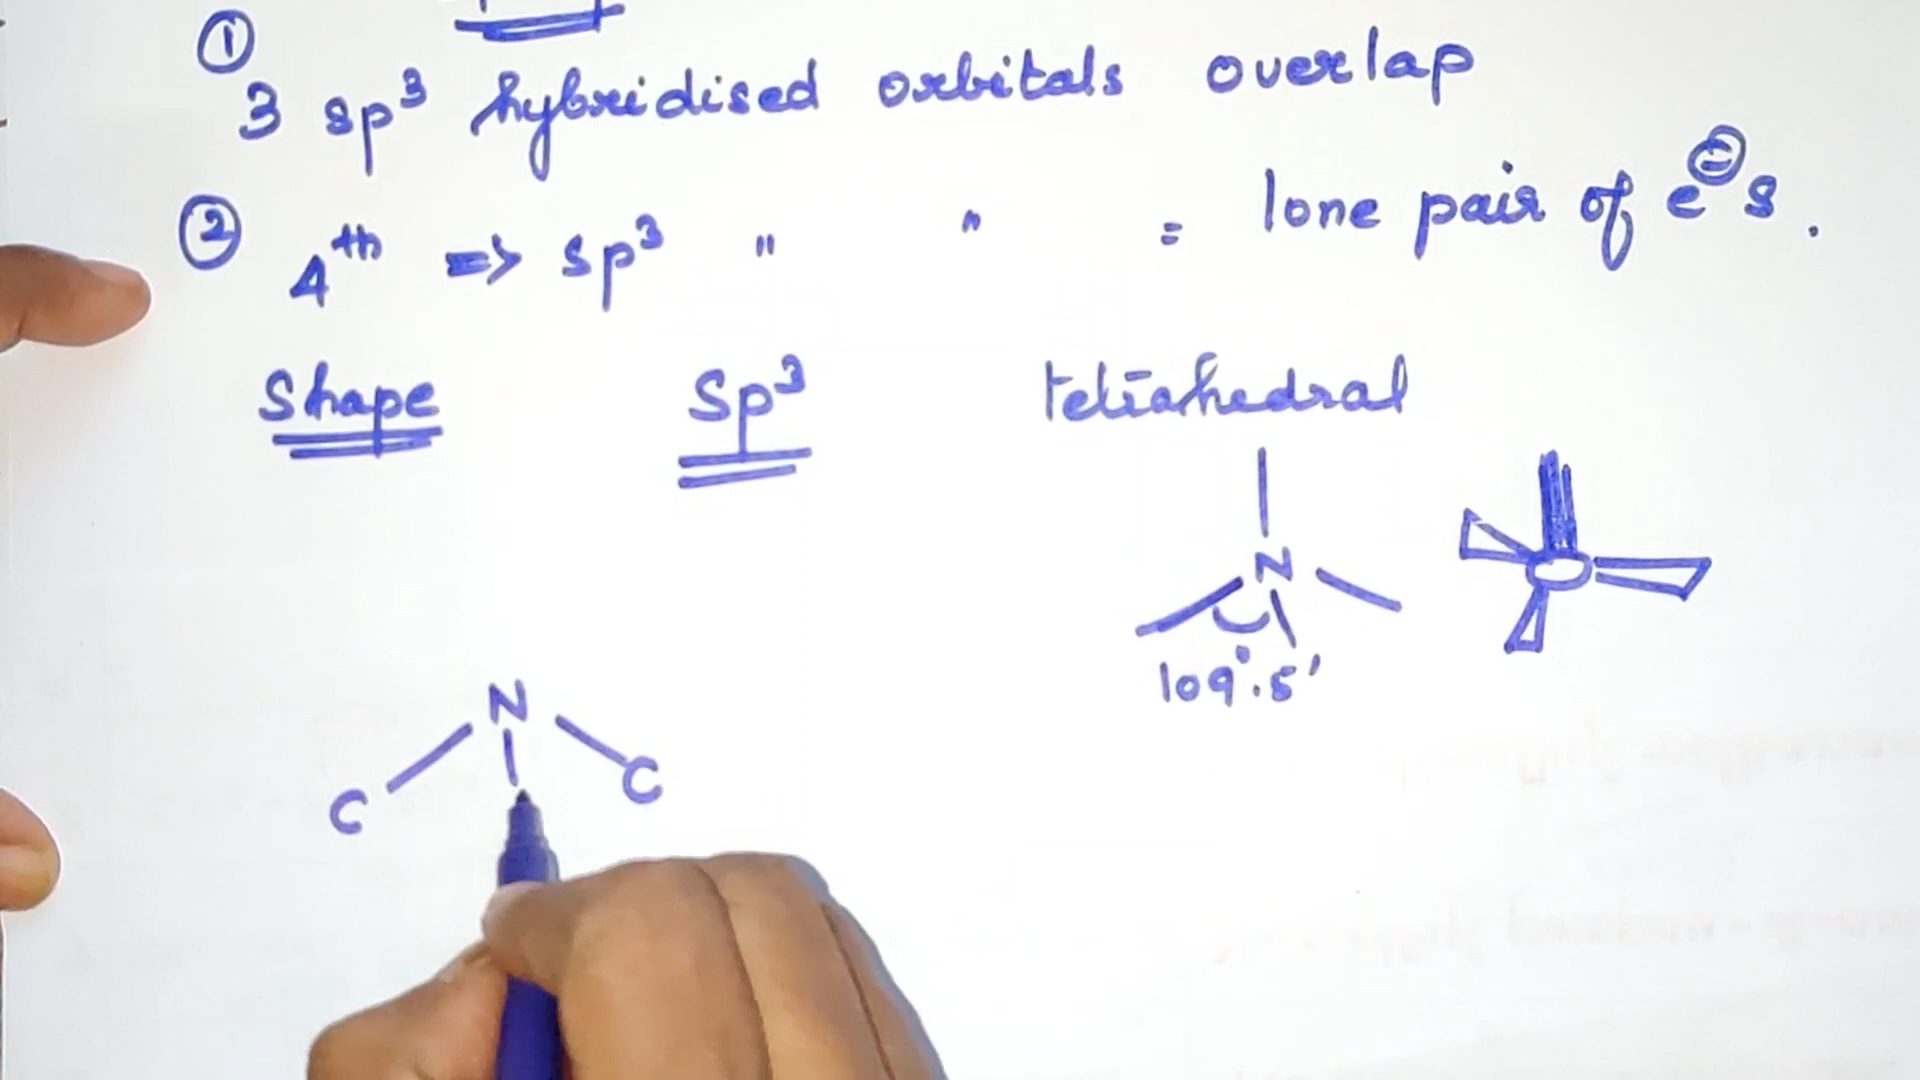 ① 3 sp³ hybridised orbitals overlap
② 4th => sp³ " " = lone pair of e⊖s.
Shape Sp³ tetrahedral
N
109°.5'
N
C C